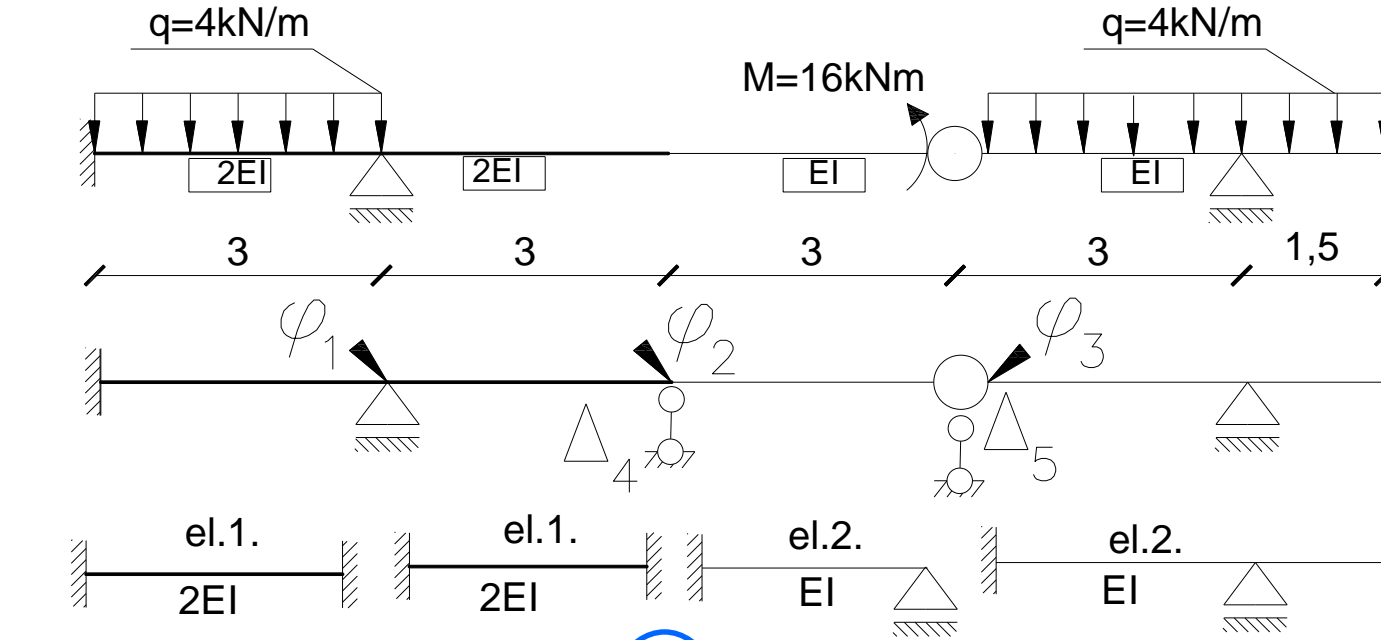 q=4kN/m q=4kN/m
M=16kNm
2EI 2EI EI EI
3 3 3 3 1,5
φ1 φ2 φ3
Δ4 Δ5
el.1. el.1. el.2. el.2.
2EI 2EI EI EI